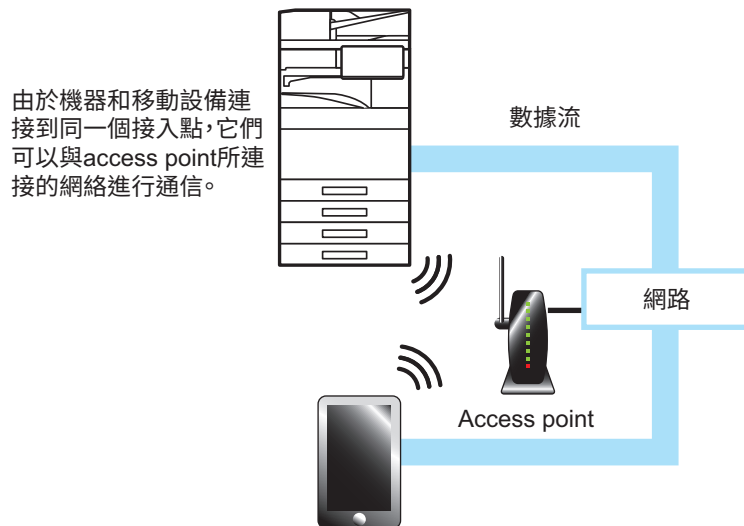 由於機器和移動設備連
接到同一個接入點，它們
可以與access point所連
接的網絡進行通信。
數據流
網路
Access point